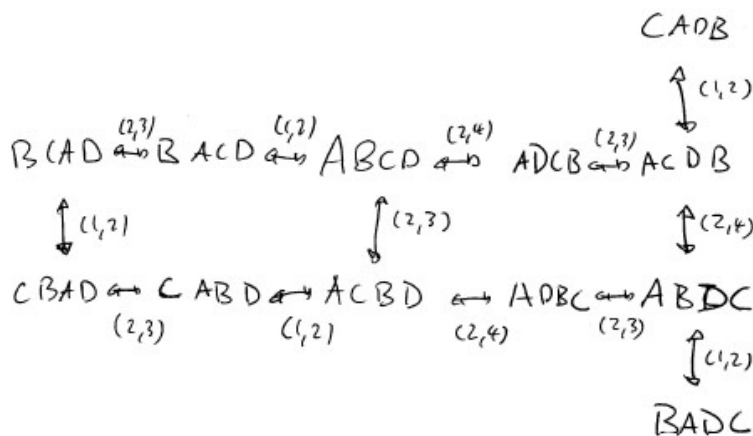 CADB
(1,2)
(2,3) (1,2) (2,4) (2,3)
BCAD ↔ BACD ↔ ABCD ↔ ADCB ↔ ACDB
(1,2) (2,3) (2,4)
CBAD ↔ CABD ↔ ACBD ↔ ADBC ↔ ABDC
(2,3) (1,2) (2,4) (2,3)
(1,2)
BADC